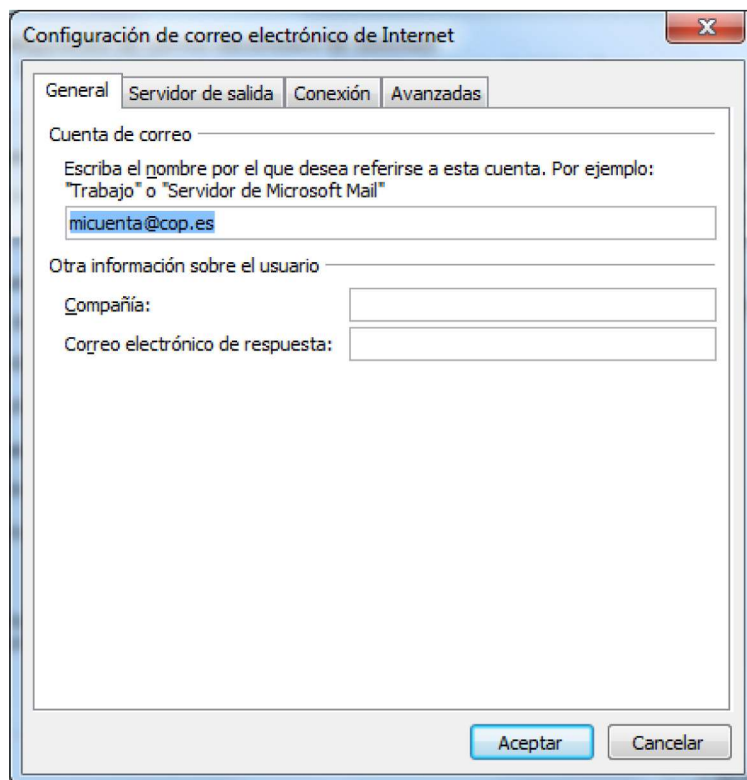 Configuración de correo electrónico de Internet
X
General Servidor de salida Conexión Avanzadas
Cuenta de correo
Escriba el nombre por el que desea referirse a esta cuenta. Por ejemplo:
"Trabajo" o "Servidor de Microsoft Mail"
micuenta@cop.es
Otra información sobre el usuario
Compañía:
Correo electrónico de respuesta:
Aceptar Cancelar